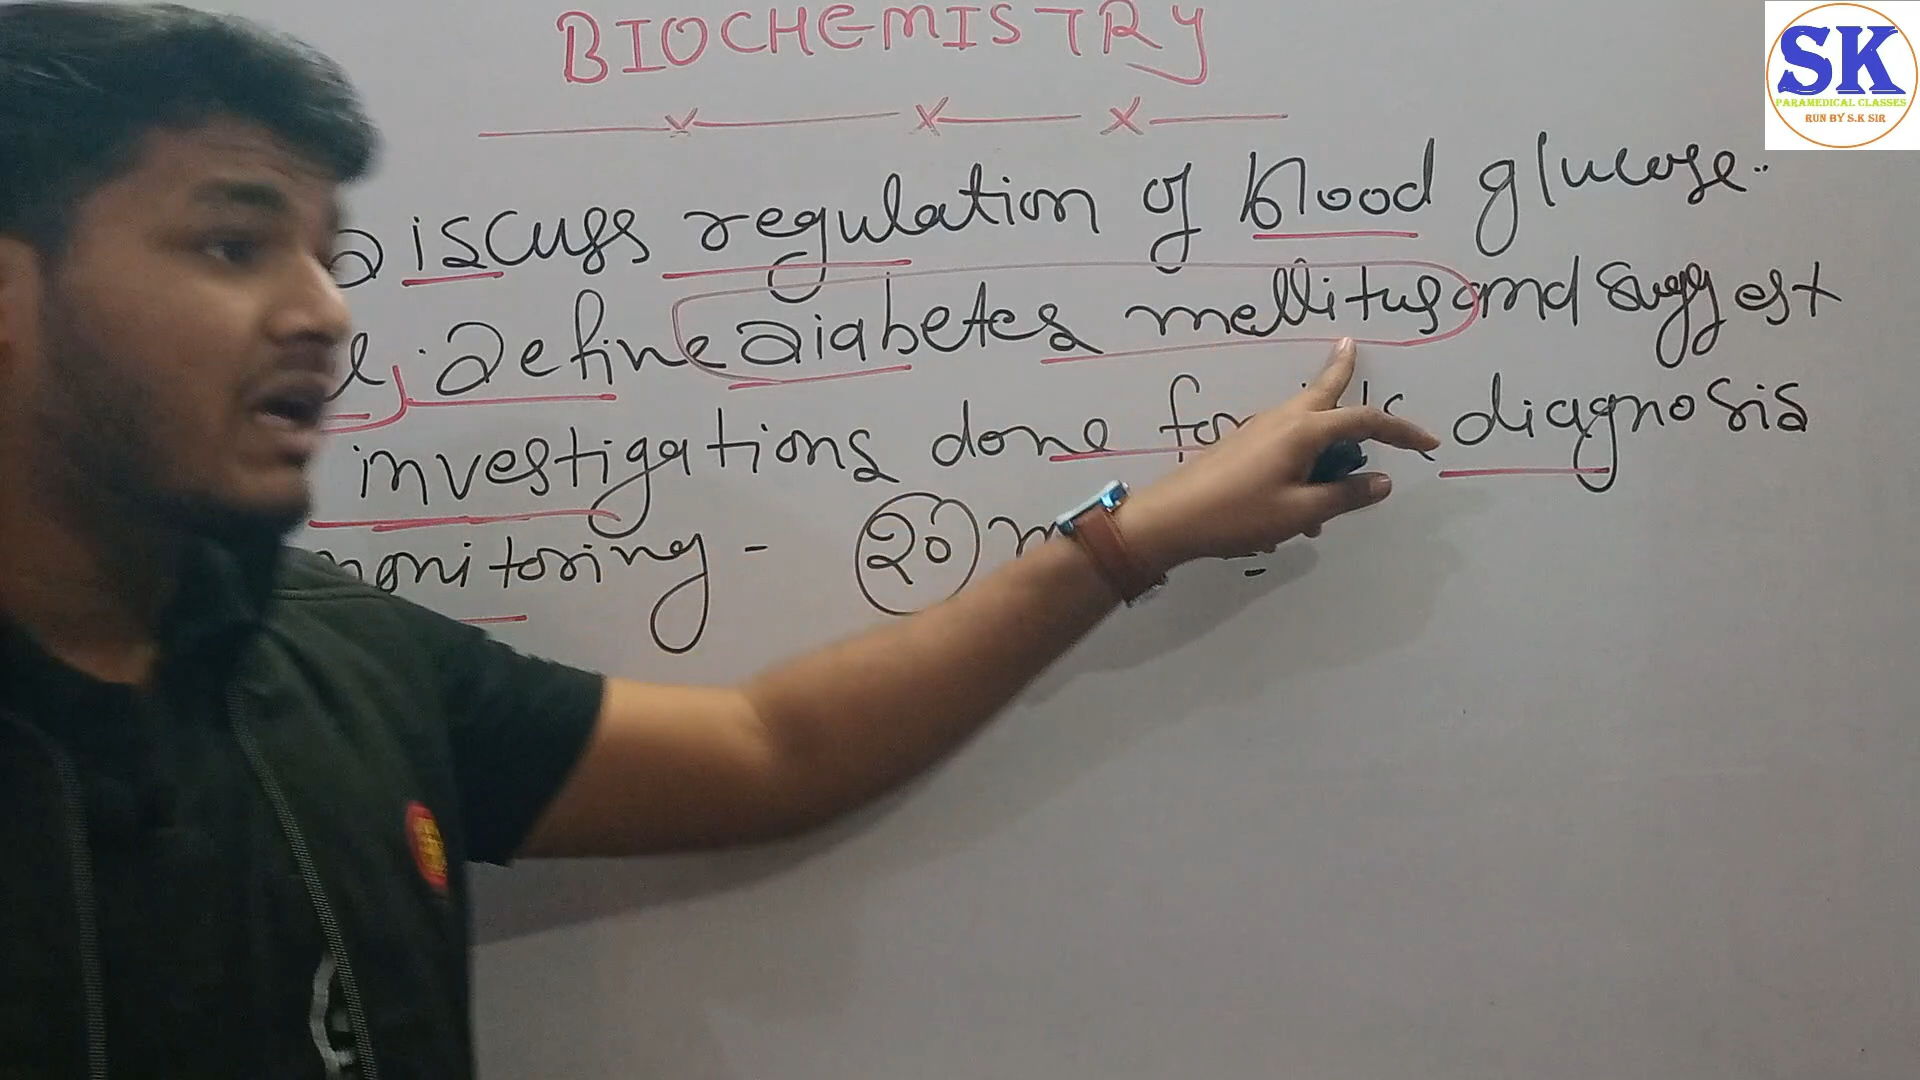 BIOCHEMISTRY
Discuss regulation of blood glucose.
Define Diabetes mellitus and suggest
investigations done for its diagnosis
monitoring - 20
SK
PARAMEDICAL CLASSES
RUN BY S.K SIR